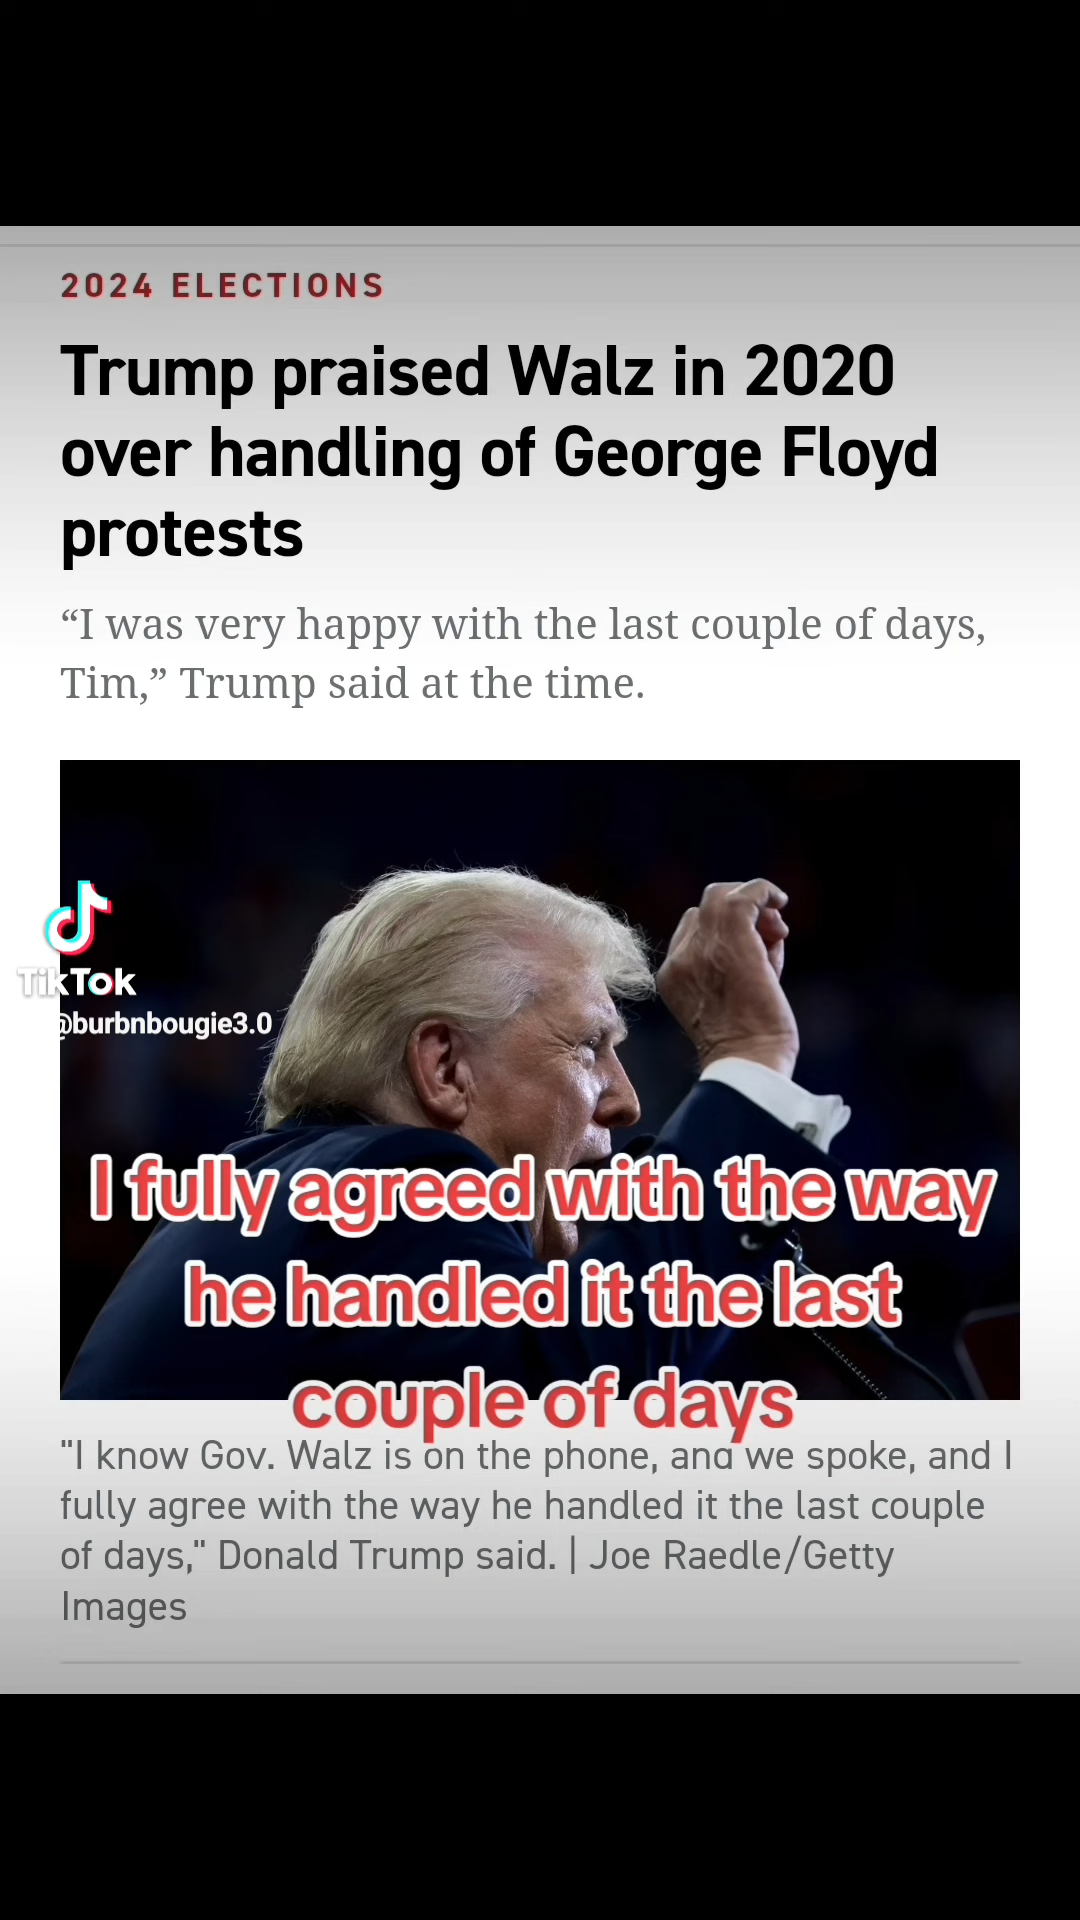 2024 ELECTIONS
Trump praised Walz in 2020
over handling of George Floyd
protests
“I was very happy with the last couple of days,
Tim,” Trump said at the time.
TikTok
@burbnbougie3.0
I fully agreed with the way
he handled it the last
couple of days
"I know Gov. Walz is on the phone, and we spoke, and I
fully agree with the way he handled it the last couple
of days," Donald Trump said. | Joe Raedle/Getty
Images